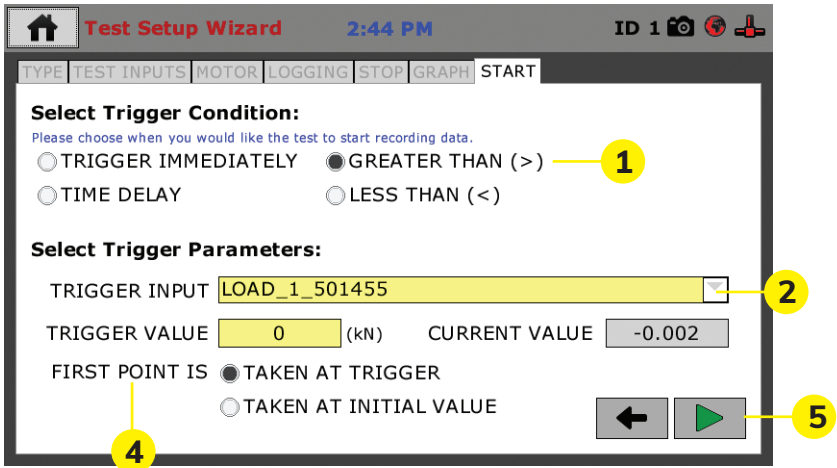 Test Setup Wizard 2:44 PM ID 1
TYPE TEST INPUTS MOTOR LOGGING STOP GRAPH START
Select Trigger Condition:
Please choose when you would like the test to start recording data.
TRIGGER IMMEDIATELY GREATER THAN (>) 1
TIME DELAY LESS THAN (<)
Select Trigger Parameters:
TRIGGER INPUT LOAD_1_501455 2
TRIGGER VALUE 0 (kN) CURRENT VALUE -0.002
FIRST POINT IS TAKEN AT TRIGGER
TAKEN AT INITIAL VALUE 5
4